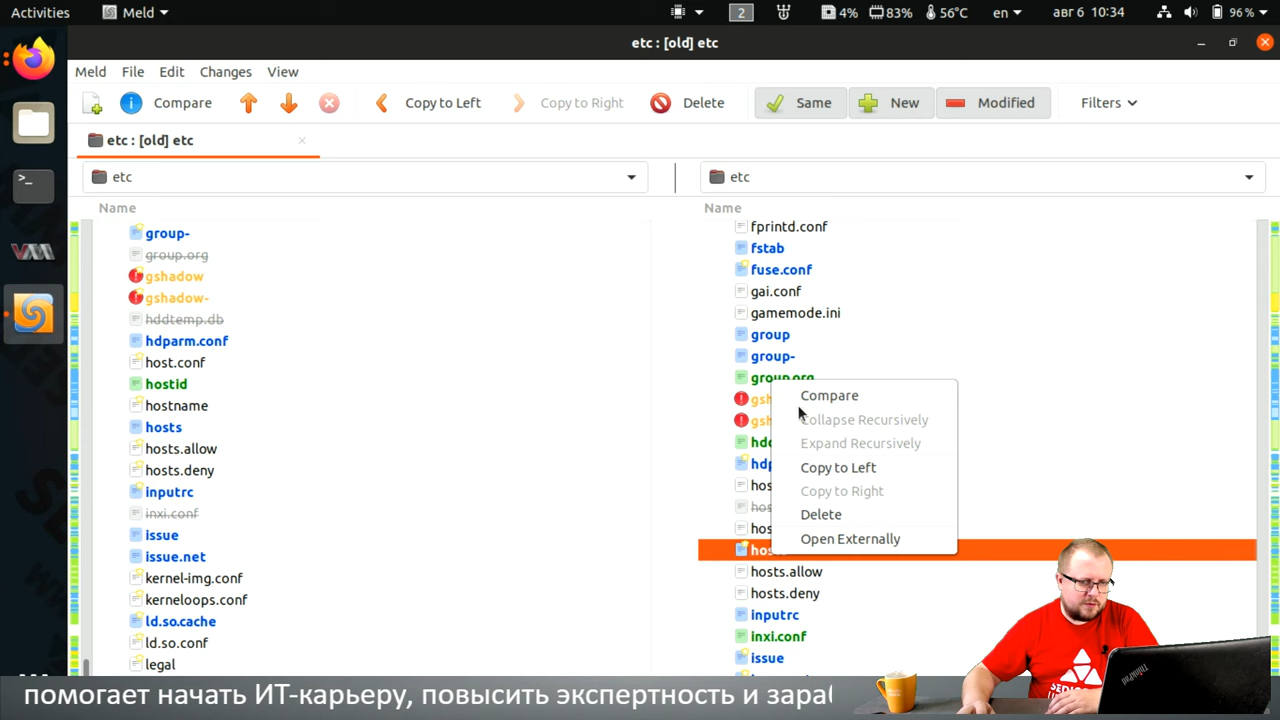 Activities Meld 2 4% 83% 56°C en авг 6 10:34 96%
etc : [old] etc
Meld File Edit Changes View
Compare Copy to Left Copy to Right Delete Same New Modified Filters
etc : [old] etc
etc
etc
Name
group-
group.org
gshadow
gshadow-
hddtemp.db
hdparm.conf
host.conf
hostid
hostname
hosts
hosts.allow
hosts.deny
inputrc
inxi.conf
issue
issue.net
kernel-img.conf
kerneloops.conf
ld.so.cache
ld.so.conf
legal
Name
fprintd.conf
fstab
fuse.conf
gai.conf
gamemode.ini
group
group-
group.org
hosts.allow
hosts.deny
inputrc
inxi.conf
issue
Compare
Collapse Recursively
Expand Recursively
Copy to Left
Copy to Right
Delete
Open Externally
помогает начать ИТ-карьеру, повысить экспертность и зараб
ThinkPad